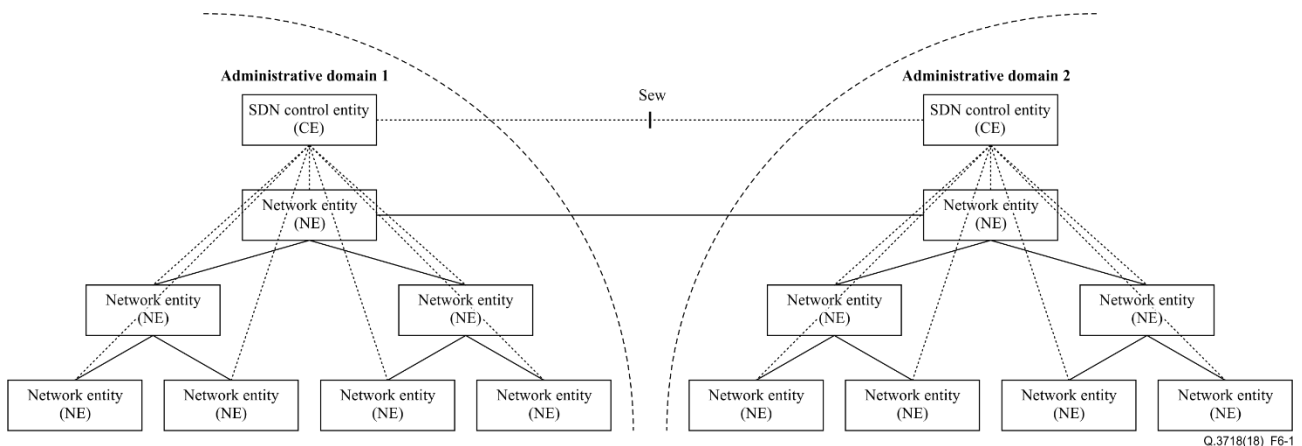 Administrative domain 1
Administrative domain 2
Sew
SDN control entity
(CE)
SDN control entity
(CE)
Network entity
(NE)
Network entity
(NE)
Network entity
(NE)
Network entity
(NE)
Network entity
(NE)
Network entity
(NE)
Network entity
(NE)
Network entity
(NE)
Network entity
(NE)
Network entity
(NE)
Network entity
(NE)
Network entity
(NE)
Network entity
(NE)
Network entity
(NE)
Q.3718(18)_F6-1